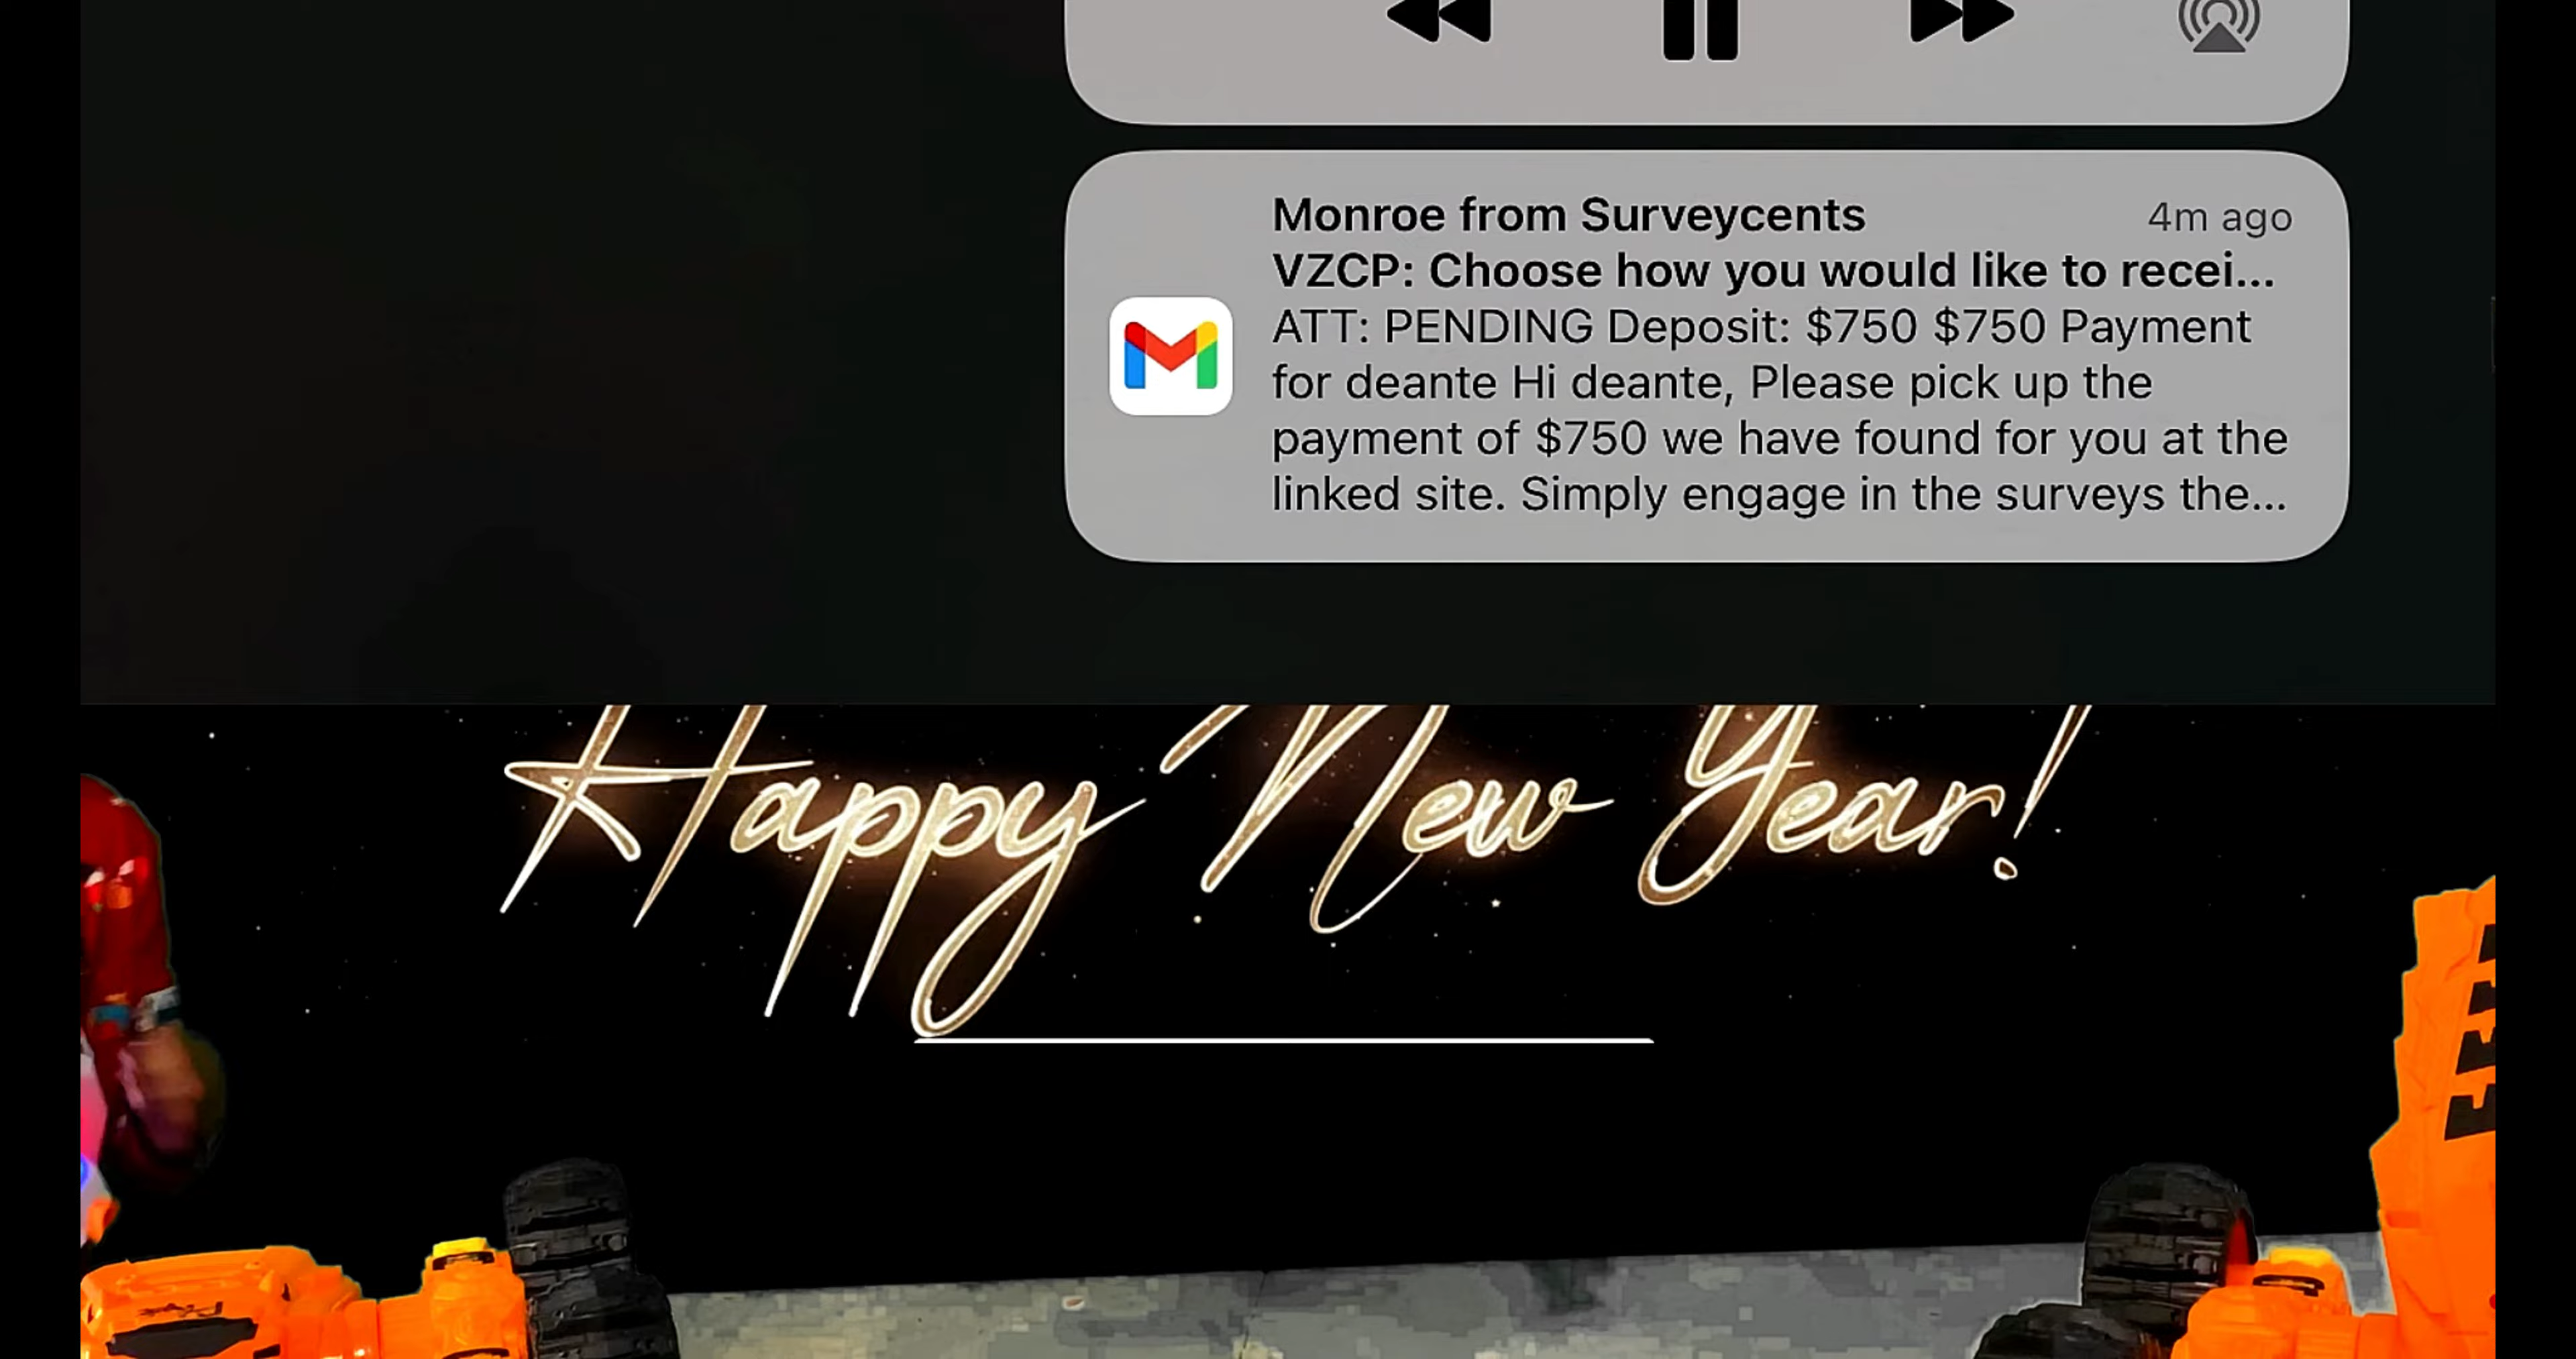 Monroe from Surveycents
4m ago
VZCP: Choose how you would like to recei...
ATT: PENDING Deposit: $750 $750 Payment
for deante Hi deante, Please pick up the
payment of $750 we have found for you at the
linked site. Simply engage in the surveys the...
Happy New Year!